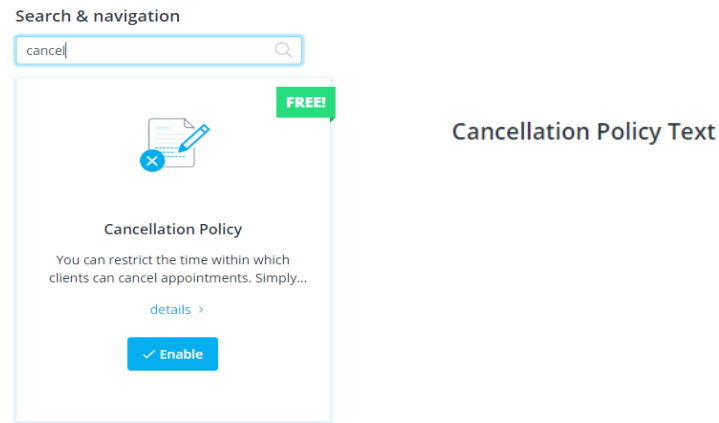 Search & navigation
cancel
FREE!
Cancellation Policy Text
Cancellation Policy
You can restrict the time within which
clients can cancel appointments. Simply...
details >
Enable